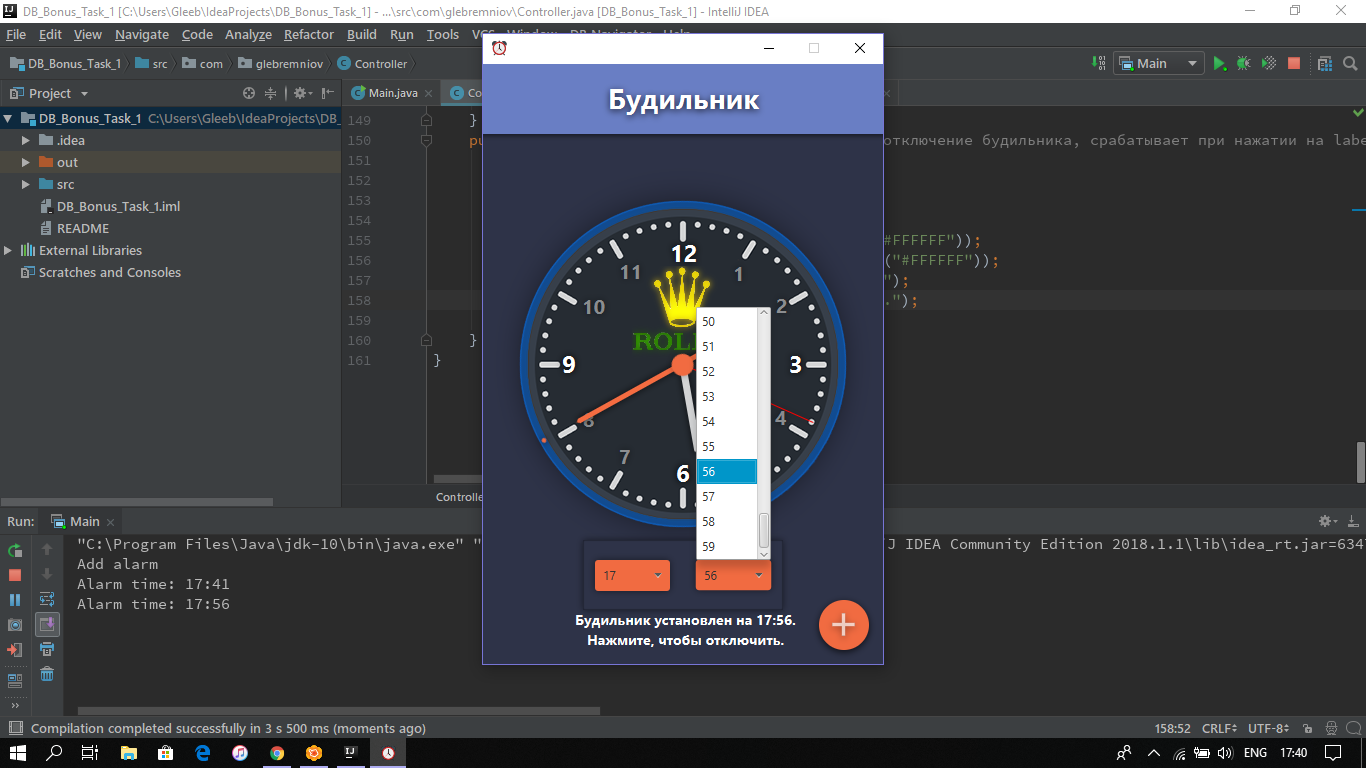 DB_Bonus_Task_1 [C:\Users\Gleeb\IdeaProjects\DB_Bonus_Task_1] - ...\src\com\glebremniov\Controller.java [DB_Bonus_Task_1] - IntelliJ IDEA
File Edit View Navigate Code Analyze Refactor Build Run Tools VCS Window DB Navigator Help
DB_Bonus_Task_1 src com glebremniov Controller Main
Project Main.java Co
DB_Bonus_Task_1 C:\Users\Gleeb\IdeaProjects\DB_
.idea
out
src
DB_Bonus_Task_1.iml
README
External Libraries
Scratches and Consoles
149 }
150 pu отключение будильника, срабатывает при нажатии на labe
151
152
153
154
155 #FFFFFF"));
156 ("#FFFFFF"));
157 ");
158 .");
159
160 }
161 }
Controlle
Будильник
12
11 1
10 2
ROL
9 3
8 4
7
6
50
51
52
53
54
55
56
57
58
59
17 56
Будильник установлен на 17:56.
Нажмите, чтобы отключить.
Run: Main
"C:\Program Files\Java\jdk-10\bin\java.exe" " J IDEA Community Edition 2018.1.1\lib\idea_rt.jar=6347
Add alarm
Alarm time: 17:41
Alarm time: 17:56
Compilation completed successfully in 3 s 500 ms (moments ago) 158:52 CRLF UTF-8
ENG 17:40